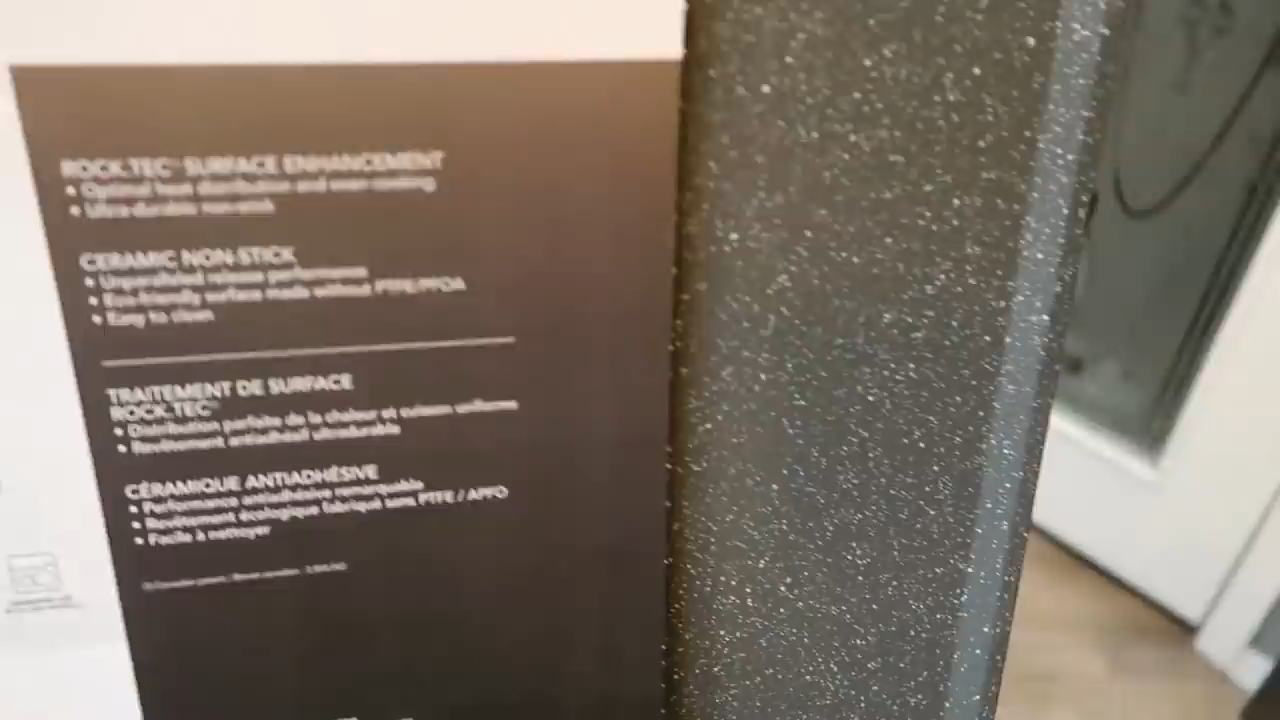 ROCK.TEC™ SURFACE ENHANCEMENT
• Optimal heat distribution and even cooking
• Ultra-durable non-stick
CERAMIC NON-STICK
• Unparalleled release performance
• Eco-friendly surface made without PTFE/PFOA
• Easy to clean
TRAITEMENT DE SURFACE
ROCK.TEC™
• Distribution parfaite de la chaleur et cuisson uniforme
• Revêtement antiadhésif ultradurable
CÉRAMIQUE ANTIADHÉSIVE
• Performance antiadhésive remarquable
• Revêtement écologique fabriqué sans PTFE / APFO
• Facile à nettoyer